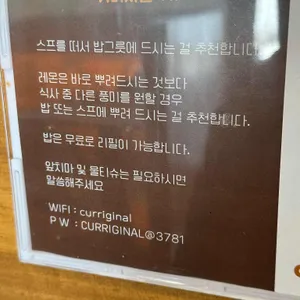 스프를 떠서 밥그릇에 드시는 걸 추천합니다.
레몬은 바로 뿌려드시는 것보다
식사 중 다른 풍미를 원할 경우
밥 또는 스프에 뿌려 드시는 걸 추천합니다.
밥은 무료로 리필이 가능합니다.
앞치마 및 물티슈는 필요하시면
말씀해주세요
WIFI : curriginal
P W : CURRIGINAL@3781